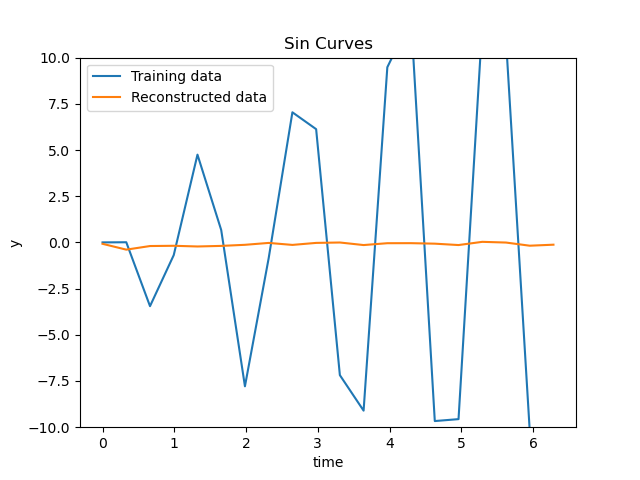 Sin Curves
Training data
Reconstructed data
10.0
7.5
5.0
2.5
0.0
−2.5
−5.0
−7.5
−10.0
y
0 1 2 3 4 5 6
time